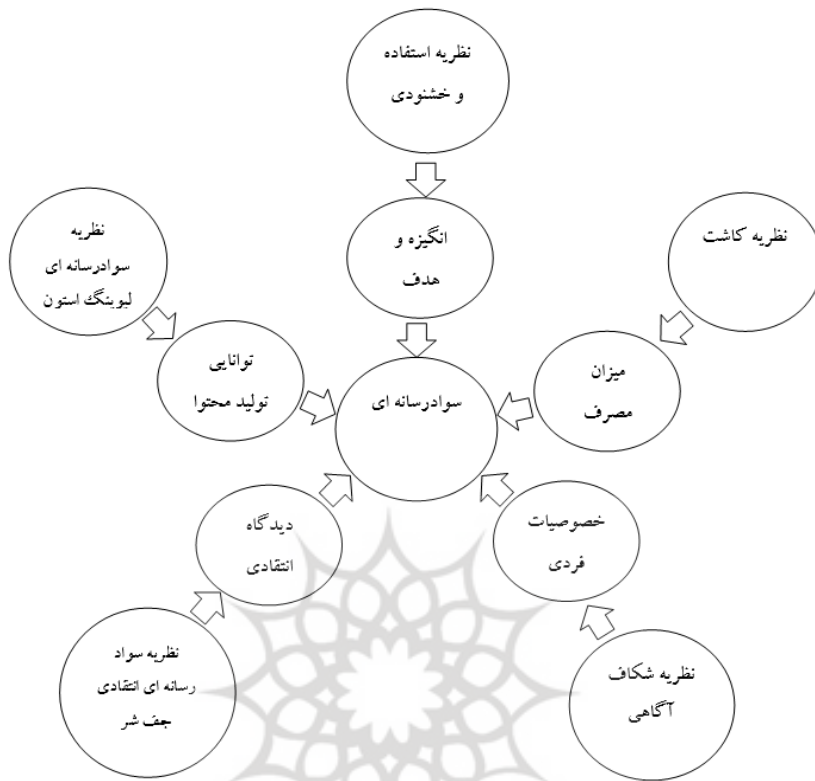 نظریه استفاده
و خشنودی
انگیزه و
هدف
نظریه کاشت
میزان
مصرف
نظریه
سوادرسانه ای
لیوینگ استون
توانایی
تولید محتوا
سوادرسانه ای
خصوصیات
فردی
نظریه شکاف
آگاهی
دیدگاه
انتقادی
نظریه سواد
رسانه ای انتقادی
جف شر